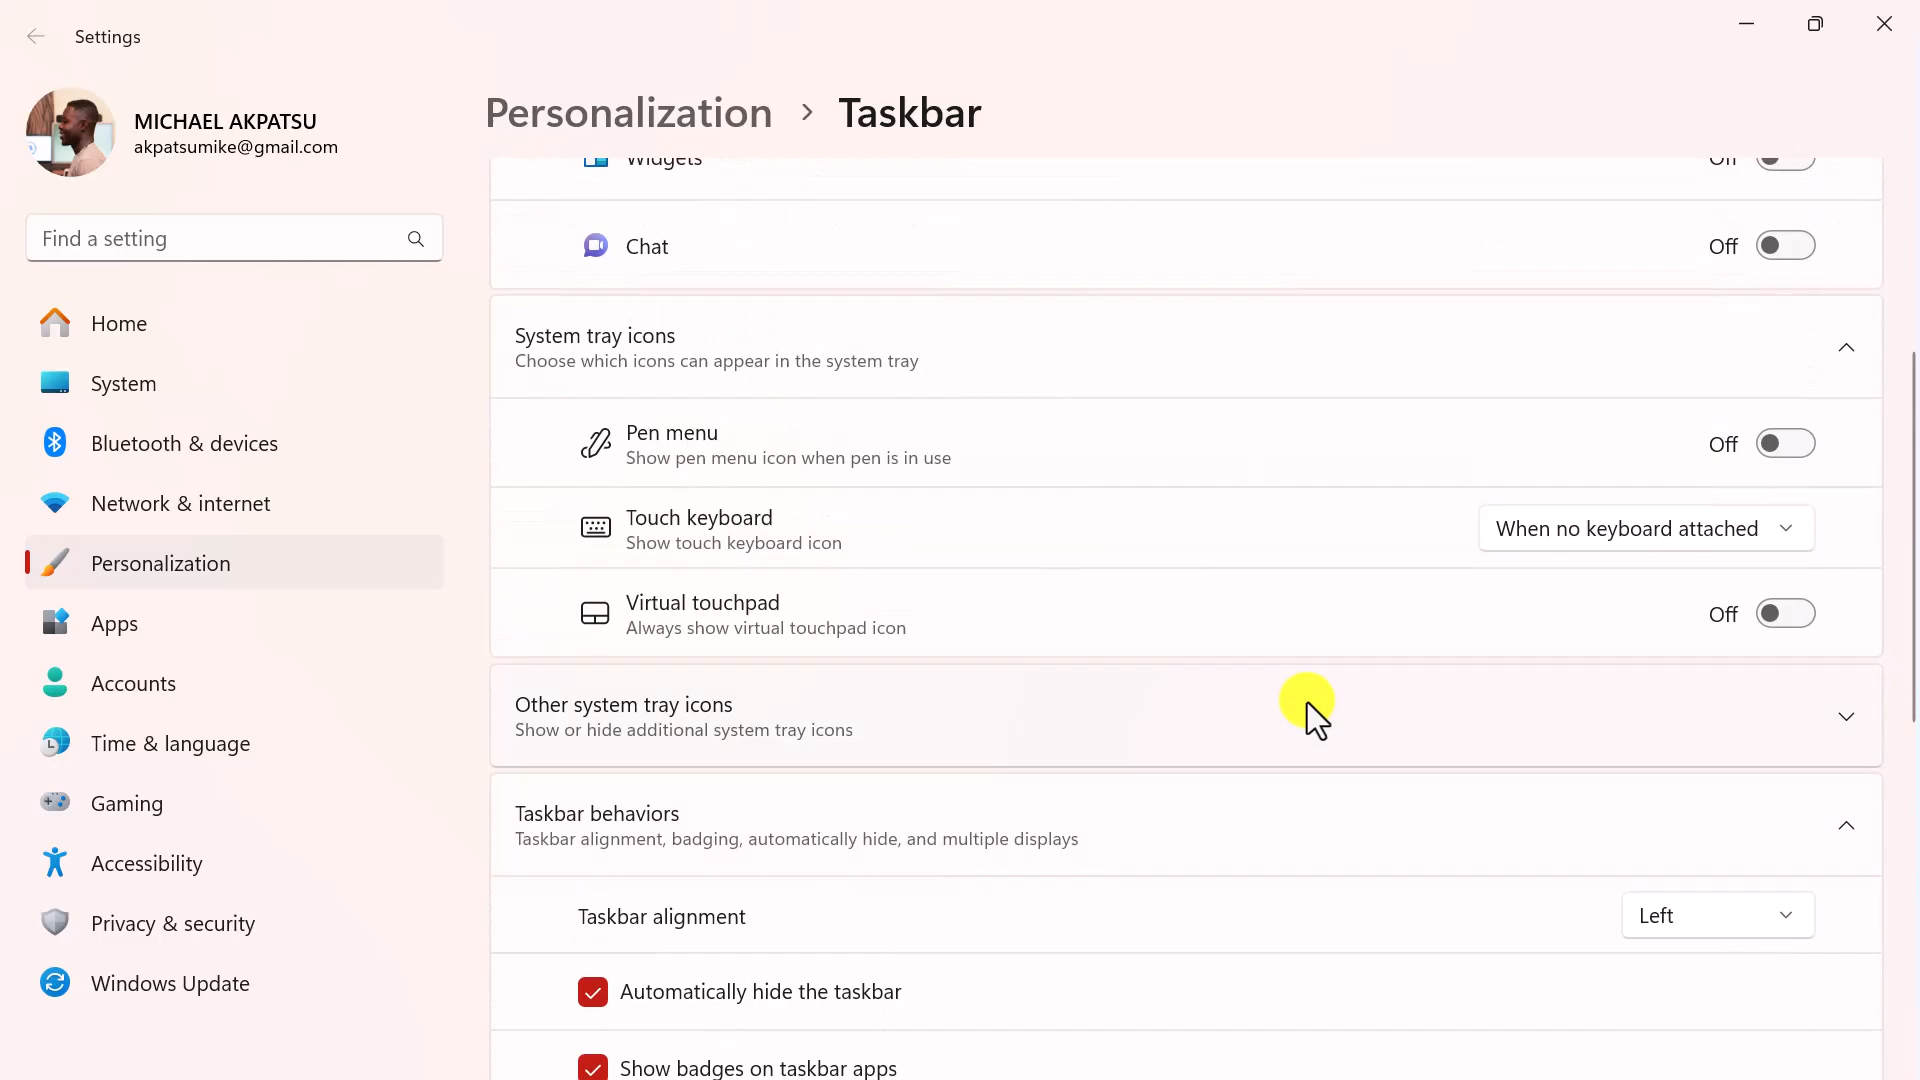 Settings
MICHAEL AKPATSU
akpatsumike@gmail.com
Find a setting
Home
System
Bluetooth & devices
Network & internet
Personalization
Apps
Accounts
Time & language
Gaming
Accessibility
Privacy & security
Windows Update
Personalization > Taskbar
Widgets Off
Chat Off
System tray icons
Choose which icons can appear in the system tray
Pen menu
Show pen menu icon when pen is in use
Off
Touch keyboard
Show touch keyboard icon
When no keyboard attached
Virtual touchpad
Always show virtual touchpad icon
Off
Other system tray icons
Show or hide additional system tray icons
Taskbar behaviors
Taskbar alignment, badging, automatically hide, and multiple displays
Taskbar alignment Left
Automatically hide the taskbar
Show badges on taskbar apps